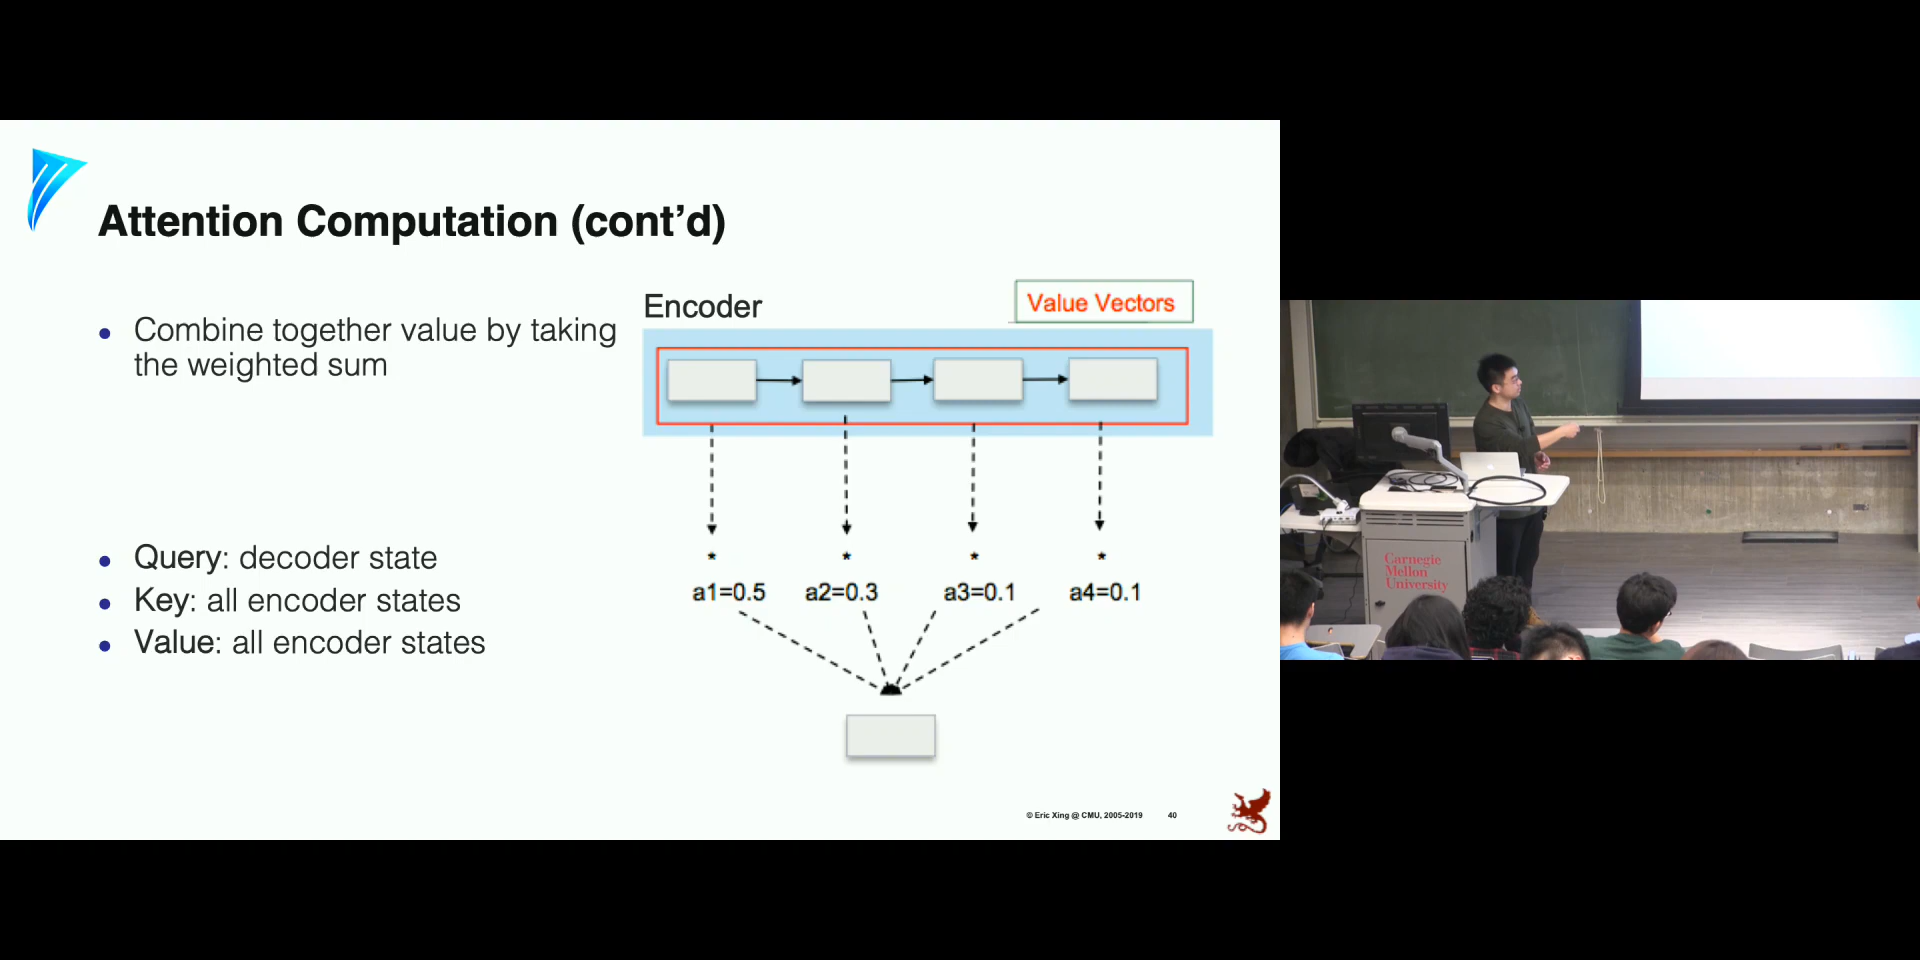 Attention Computation (cont’d)
Combine together value by taking
the weighted sum
Query: decoder state
Key: all encoder states
Value: all encoder states
Encoder
Value Vectors
* * * *
a1=0.5 a2=0.3 a3=0.1 a4=0.1
© Eric Xing @ CMU, 2005-2019 40
Carnegie
Mellon
University